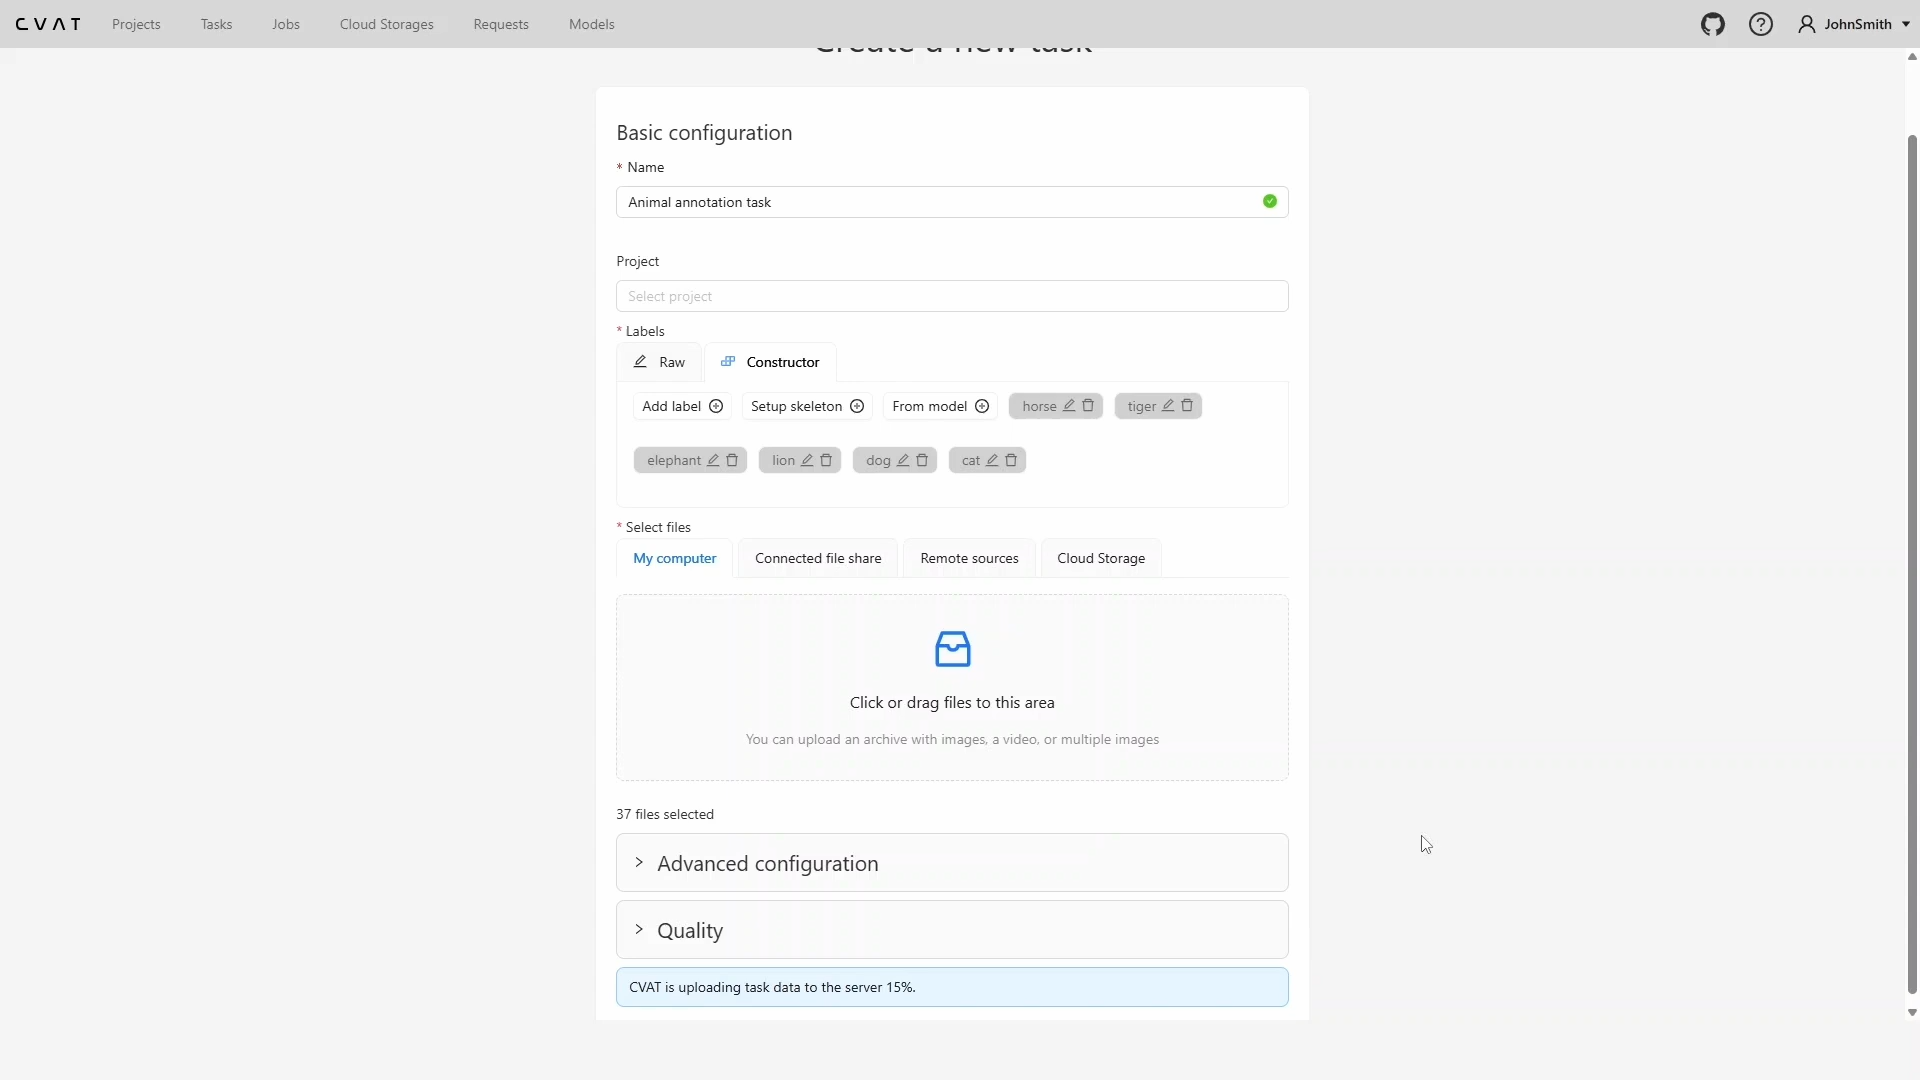 CVAT Projects Tasks Jobs Cloud Storages Requests Models JohnSmith
Create a new task
Basic configuration
* Name
Animal annotation task
Project
Select project
* Labels
Raw Constructor
Add label Setup skeleton From model horse tiger
elephant lion dog cat
* Select files
My computer Connected file share Remote sources Cloud Storage
Click or drag files to this area
You can upload an archive with images, a video, or multiple images
37 files selected
Advanced configuration
Quality
CVAT is uploading task data to the server 15%.